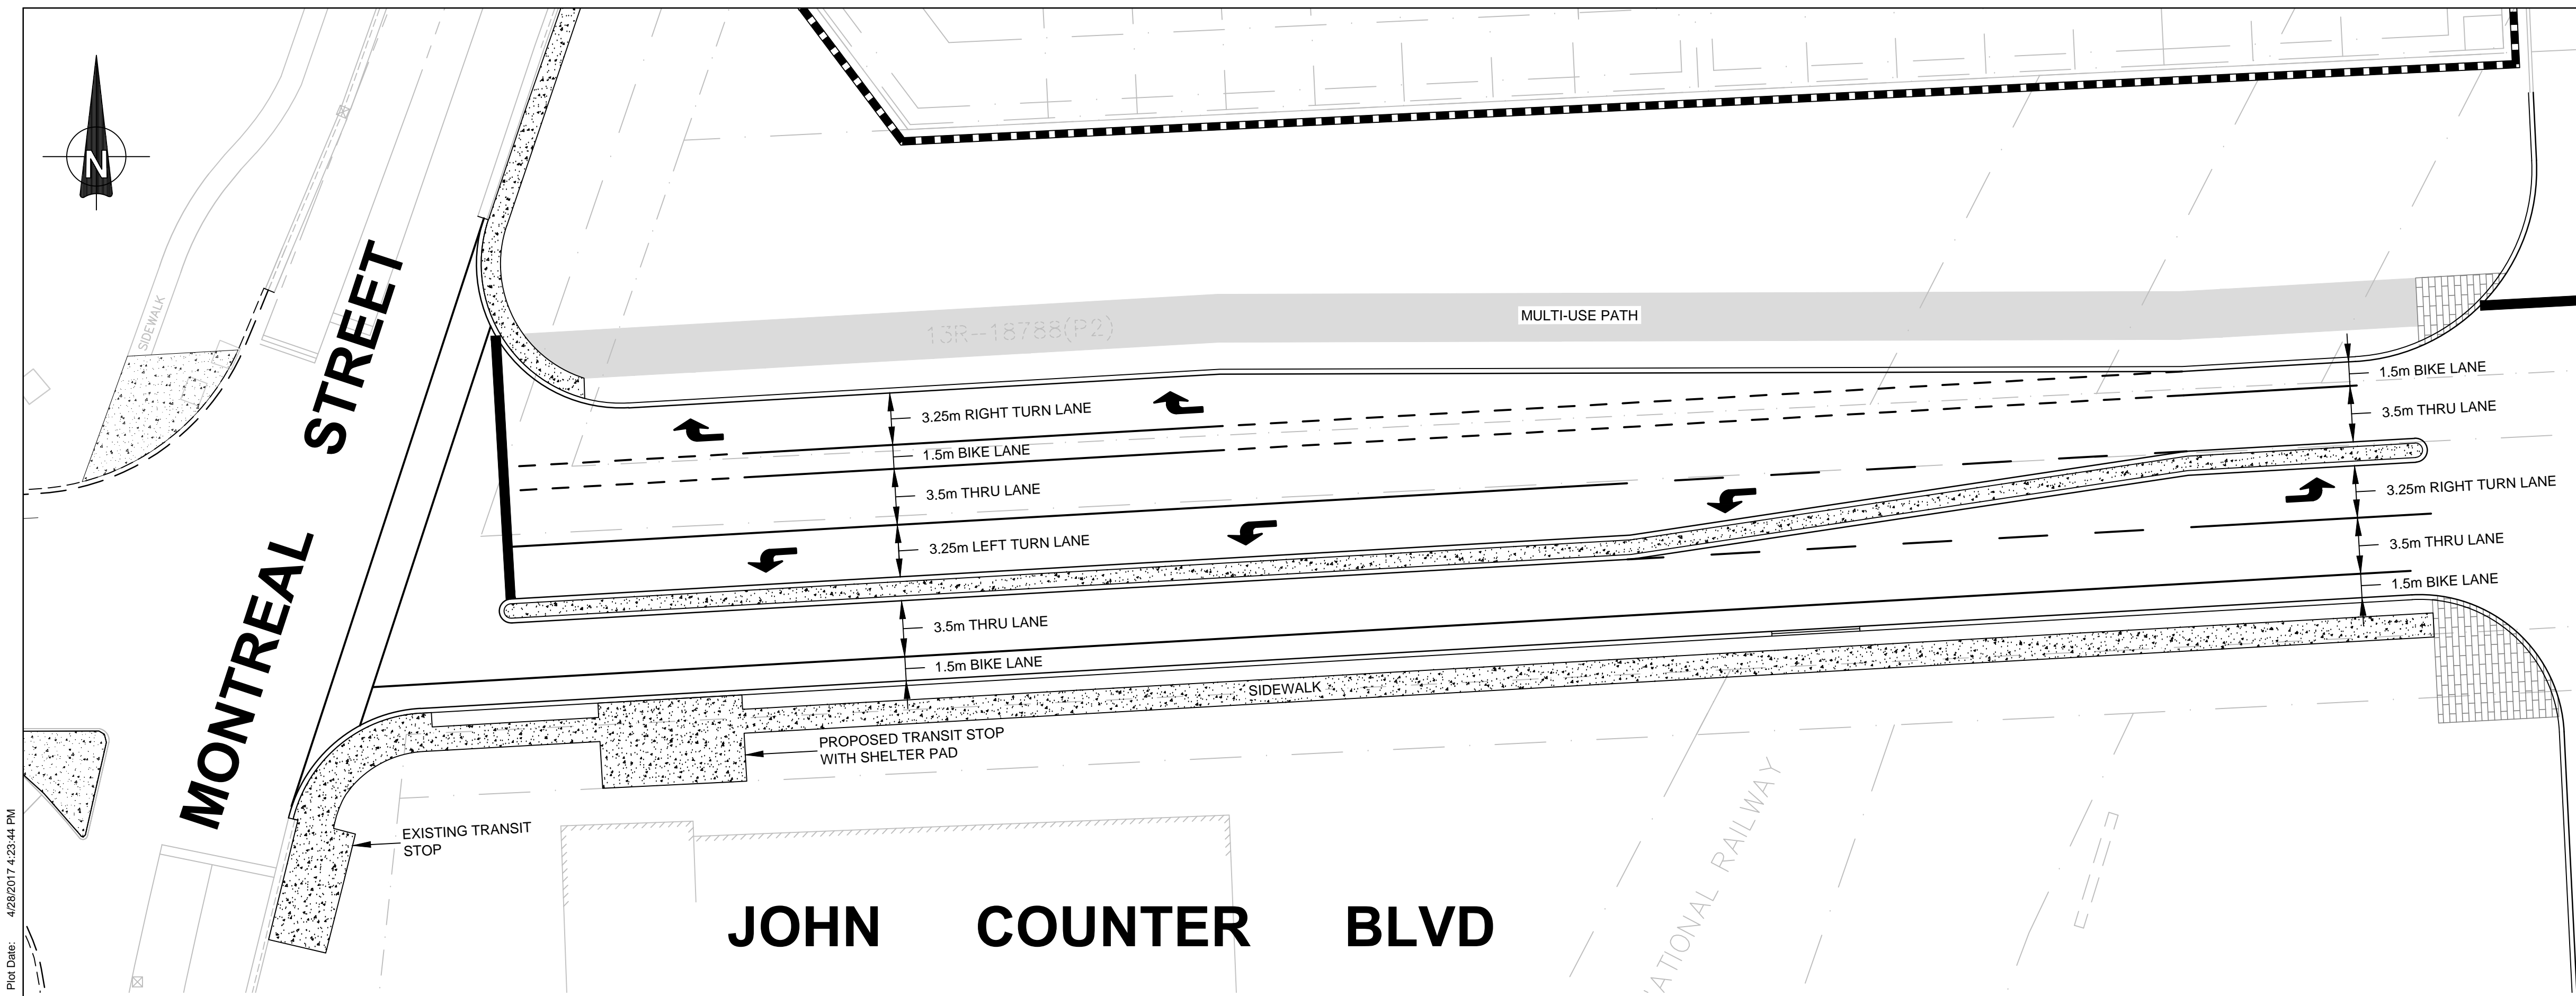 N
SIDEWALK
MONTREAL STREET
13R-18788(P2)
MULTI-USE PATH
1.5m BIKE LANE
3.5m THRU LANE
3.25m RIGHT TURN LANE
1.5m BIKE LANE
3.5m THRU LANE
3.25m LEFT TURN LANE
3.25m RIGHT TURN LANE
3.5m THRU LANE
1.5m BIKE LANE
3.5m THRU LANE
1.5m BIKE LANE
SIDEWALK
PROPOSED TRANSIT STOP
WITH SHELTER PAD
EXISTING TRANSIT
STOP
JOHN COUNTER BLVD
RAILWAY
Plot Date: 4/28/2017 4:23:44 PM